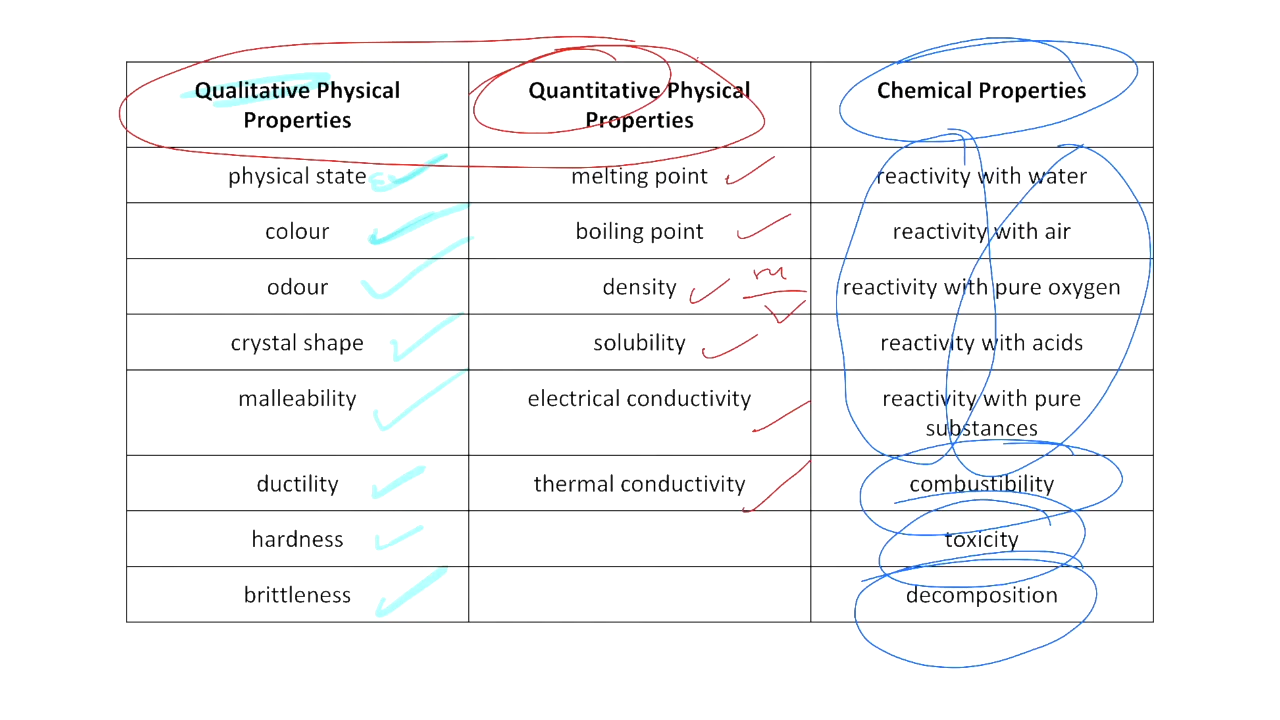 Qualitative Physical Properties
Quantitative Physical Properties
Chemical Properties
physical state
melting point
reactivity with water
colour
boiling point
reactivity with air
odour
density
m
V
reactivity with pure oxygen
crystal shape
solubility
reactivity with acids
malleability
electrical conductivity
reactivity with pure
substances
ductility
thermal conductivity
combustibility
hardness
toxicity
brittleness
decomposition